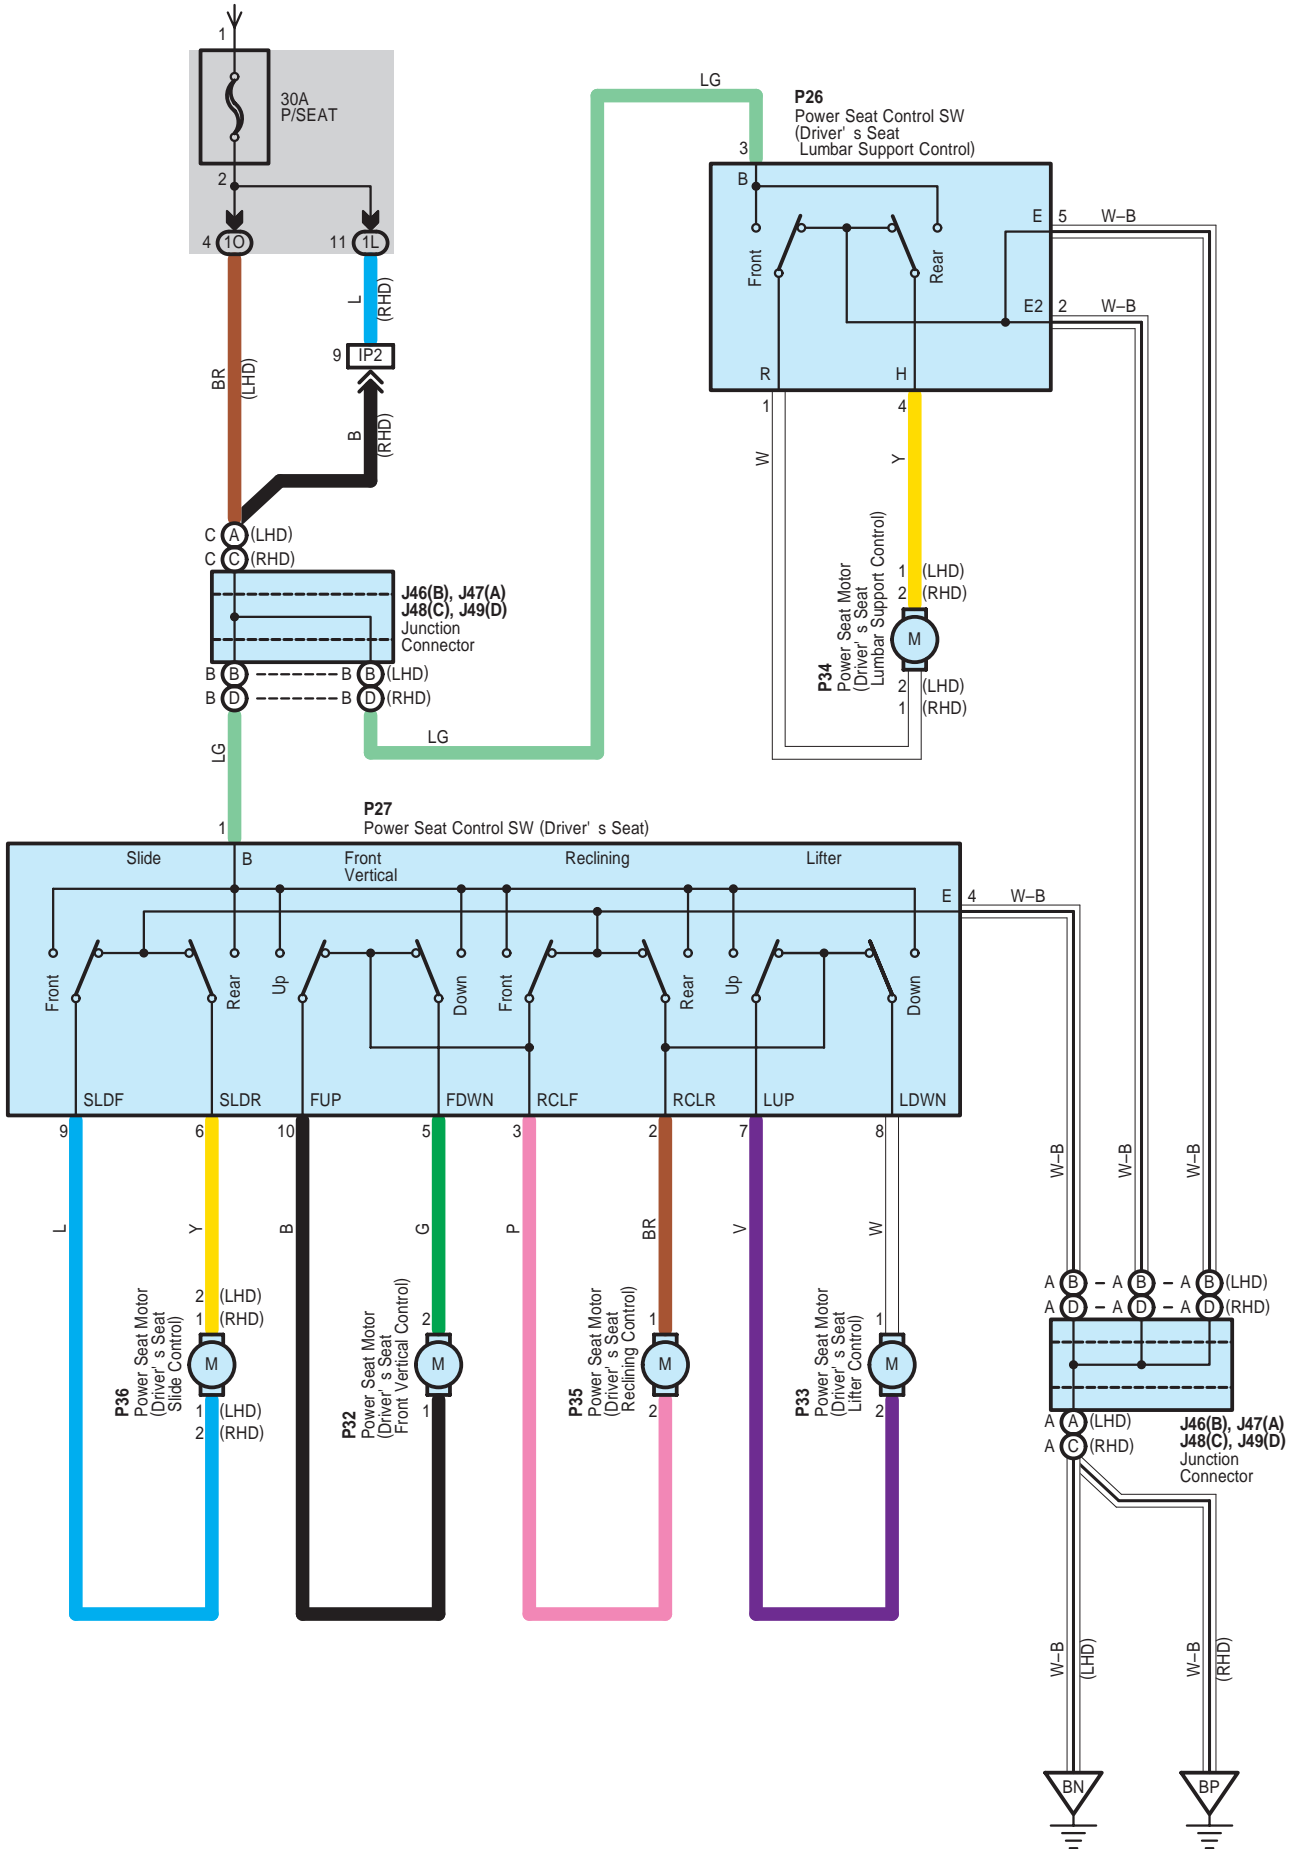 1
30A
P/SEAT
2
4 1O
11 1L
BR
(LHD)
L
(RHD)
9 IP2
B
(RHD)
C A (LHD)
C C (RHD)
J46(B), J47(A)
J48(C), J49(D)
Junction
Connector
B B B B (LHD)
B D B D (RHD)
LG
LG
LG
P26
Power Seat Control SW
(Driver' s Seat
Lumbar Support Control)
3
B
Front
Rear
E 5 W–B
E2 2 W–B
R
H
1
4
W
Y
P34
Power Seat Motor
(Driver' s Seat
Lumbar Support Control)
1 (LHD)
2 (RHD)
M
2 (LHD)
1 (RHD)
P27
Power Seat Control SW (Driver' s Seat)
1
Slide
B
Front
Vertical
Reclining
Lifter
E 4 W–B
Front
Rear
Up
Down
Front
Rear
Up
Down
SLDF
SLDR
FUP
FDWN
RCLF
RCLR
LUP
LDWN
9
6
10
5
3
2
7
8
L
Y
B
G
P
BR
V
W
W–B
W–B
W–B
P36
Power Seat Motor
(Driver' s Seat
Slide Control)
2 (LHD)
1 (RHD)
M
1 (LHD)
2 (RHD)
P32
Power Seat Motor
(Driver' s Seat
Front Vertical Control)
2
M
1
P35
Power Seat Motor
(Driver' s Seat
Reclining Control)
1
M
2
P33
Power Seat Motor
(Driver' s Seat
Lifter Control)
1
M
2
A B – A B – A B (LHD)
A D – A D – A D (RHD)
A A (LHD)
A C (RHD)
J46(B), J47(A)
J48(C), J49(D)
Junction
Connector
W–B
(LHD)
W–B
(RHD)
BN
BP